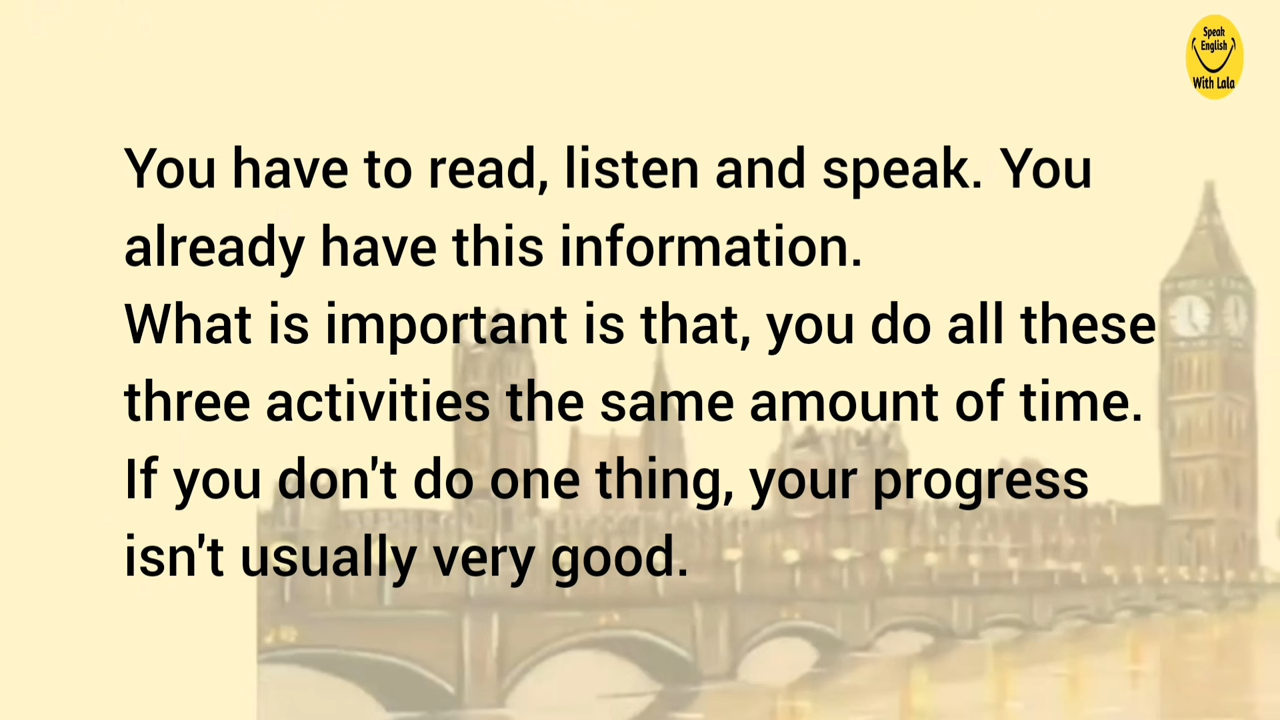 Speak
English
With Lala
You have to read, listen and speak. You
already have this information.
What is important is that, you do all these
three activities the same amount of time.
If you don't do one thing, your progress
isn't usually very good.